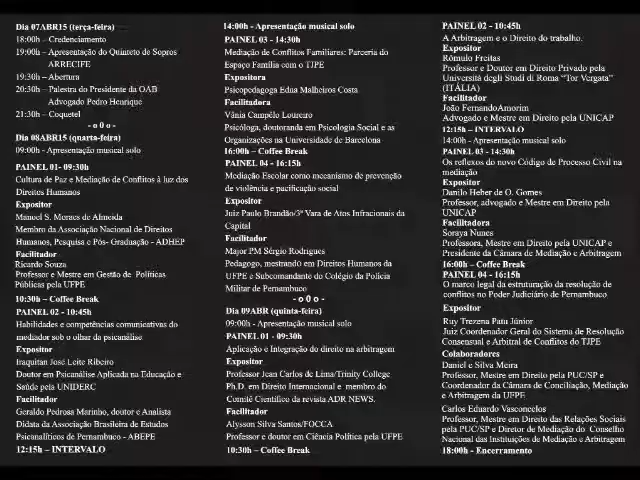 Dia 07ABR15 (terça-feira)
18:00h – Credenciamento
19:00h – Apresentação do Quinteto de Sopros
ARRECIFE
19:30h – Abertura
20:30h – Palestra do Presidente da OAB
Advogado Pedro Henrique
21:30h – Coquetel
- o 0 o -
Dia 08ABR15 (quarta-feira)
09:00h - Apresentação musical solo
PAINEL 01- 09:30h
Cultura de Paz e Mediação de Conflitos à luz dos
Direitos Humanos
Expositor
Manoel S. Moraes de Almeida
Membro da Associação Nacional de Direitos
Humanos, Pesquisa e Pós- Graduação - ADHEP
Facilitador
Ricardo Souza
Professor e Mestre em Gestão de Políticas
Públicas pela UFPE
10:30h – Coffee Break
PAINEL 02 - 10:45h
Habilidades e competências comunicativas do
mediador sob o olhar da psicanálise
Expositor
Iraquitan José Leite Ribeiro
Doutor em Psicanálise Aplicada na Educação e
Saúde pela UNIDERC
Facilitador
Geraldo Pedrosa Marinho, doutor e Analista
Didata da Associação Brasileira de Estudos
Psicanalíticos de Pernambuco - ABEPE
12:15h – INTERVALO
14:00h - Apresentação musical solo
PAINEL 03 - 14:30h
Mediação de Conflitos Familiares: Parceria do
Espaço Família com o TJPE
Expositora
Psicopedagoga Edna Malheiros Costa
Facilitadora
Vânia Campêlo Loureiro
Psicóloga, doutoranda em Psicologia Social e as
Organizações na Universidade de Barcelona
16:00h – Coffee Break
PAINEL 04 - 16:15h
Mediação Escolar como mecanismo de prevenção
de violência e pacificação social
Expositor
Juiz Paulo Brandão/3ª Vara de Atos Infracionais da
Capital
Facilitador
Major PM Sérgio Rodrigues
Pedagogo, mestrando em Direitos Humanos da
UFPE e Subcomandante do Colégio da Polícia
Militar de Pernambuco
- o 0 o -
Dia 09ABR (quinta-feira)
09:00h - Apresentação musical solo
PAINEL 01 - 09:30h
Aplicação e Integração do direito na arbitragem
Expositor
Professor Jean Carlos de Lima/Trinity College
Ph.D. em Direito Internacional e membro do
Comitê Científico da revista ADR NEWS.
Facilitador
Alysson Silva Santos/FOCCA
Professor e doutor em Ciência Política pela UFPE
10:30h – Coffee Break
PAINEL 02 - 10:45h
A Arbitragem e o Direito do trabalho.
Expositor
Rômulo Freitas
Professor e Doutor em Direito Privado pela
Università degli Studi di Roma “Tor Vergata”
(ITÁLIA)
Facilitador
João FernandoAmorim
Advogado e Mestre em Direito pela UNICAP
12:15h – INTERVALO
14:00h - Apresentação musical solo
PAINEL 03 - 14:30h
Os reflexos do novo Código de Processo Civil na
mediação
Expositor
Danilo Heber de O. Gomes
Professor, advogado e Mestre em Direito pela
UNICAP
Facilitadora
Soraya Nunes
Professora, Mestre em Direito pela UNICAP e
Presidente da Câmara de Mediação e Arbitragem
16:00h – Coffee Break
PAINEL 04 - 16:15h
O marco legal da estruturação da resolução de
conflitos no Poder Judiciário de Pernambuco
Expositor
Ruy Trezena Patu Júnior
Juiz Coordenador Geral do Sistema de Resolução
Consensual e Arbitral de Conflitos do TJPE
Colaboradores
Daniel e Silva Meira
Professor, Mestre em Direito pela PUC/SP e
Coordenador da Câmara de Conciliação, Mediação
e Arbitragem da UFPE
Carlos Eduardo Vasconcelos
Professor, Mestre em Direito das Relações Sociais
pela PUC/SP e Diretor de Mediação do Conselho
Nacional das Instituições de Mediação e Arbitragem
18:00h - Encerramento